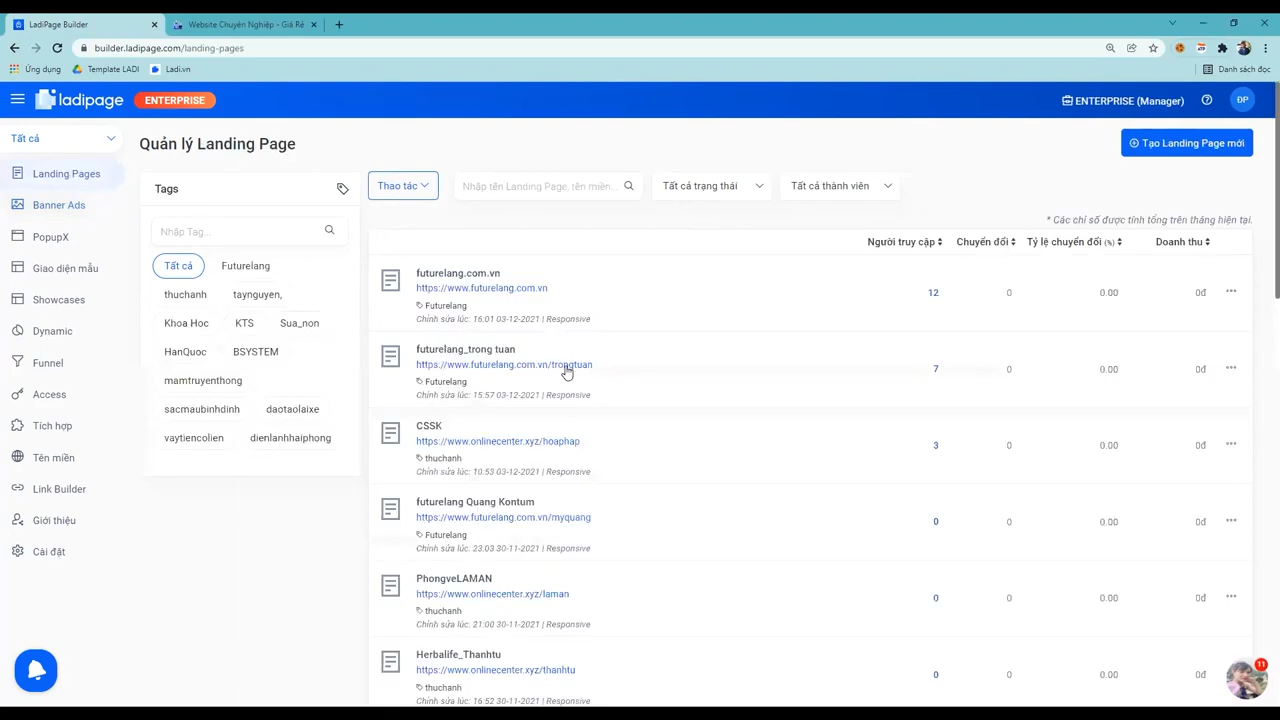 LadiPage Builder
Website Chuyên Nghiệp - Giá Rẻ
builder.ladipage.com/landing-pages
Ứng dụng
Template LADI
Ladi.vn
Danh sách đọc
ladipage
ENTERPRISE
ENTERPRISE (Manager)
ĐP
Tất cả
Quản lý Landing Page
Tạo Landing Page mới
Landing Pages
Banner Ads
PopupX
Giao diện mẫu
Showcases
Dynamic
Funnel
Access
Tích hợp
Tên miền
Link Builder
Giới thiệu
Cài đặt
Tags
Nhập Tag...
Tất cả
Futurelang
thuchanh
taynguyen,
Khoa Hoc
KTS
Sua_non
HanQuoc
BSYSTEM
mamtruyenthong
sacmaubinhdinh
daotaolaixe
vaytiencolien
dienlanhhaiphong
Thao tác
Nhập tên Landing Page, tên miền...
Tất cả trạng thái
Tất cả thành viên
* Các chỉ số được tính tổng trên tháng hiện tại.
Người truy cập
Chuyển đổi
Tỷ lệ chuyển đổi (%)
Doanh thu
futurelang.com.vn
https://www.futurelang.com.vn
Futurelang
Chỉnh sửa lúc: 16:01 03-12-2021 | Responsive
12 0 0.00 0đ
futurelang_trong tuan
https://www.futurelang.com.vn/trongtuan
Futurelang
Chỉnh sửa lúc: 15:57 03-12-2021 | Responsive
7 0 0.00 0đ
CSSK
https://www.onlinecenter.xyz/hoaphap
thuchanh
Chỉnh sửa lúc: 10:53 03-12-2021 | Responsive
3 0 0.00 0đ
futurelang Quang Kontum
https://www.futurelang.com.vn/myquang
Futurelang
Chỉnh sửa lúc: 23:03 30-11-2021 | Responsive
0 0 0.00 0đ
PhongveLAMAN
https://www.onlinecenter.xyz/laman
thuchanh
Chỉnh sửa lúc: 21:00 30-11-2021 | Responsive
0 0 0.00 0đ
Herbalife_Thanhtu
https://www.onlinecenter.xyz/thanhtu
thuchanh
Chỉnh sửa lúc: 16:52 30-11-2021 | Responsive
0 0 0.00 0đ
11